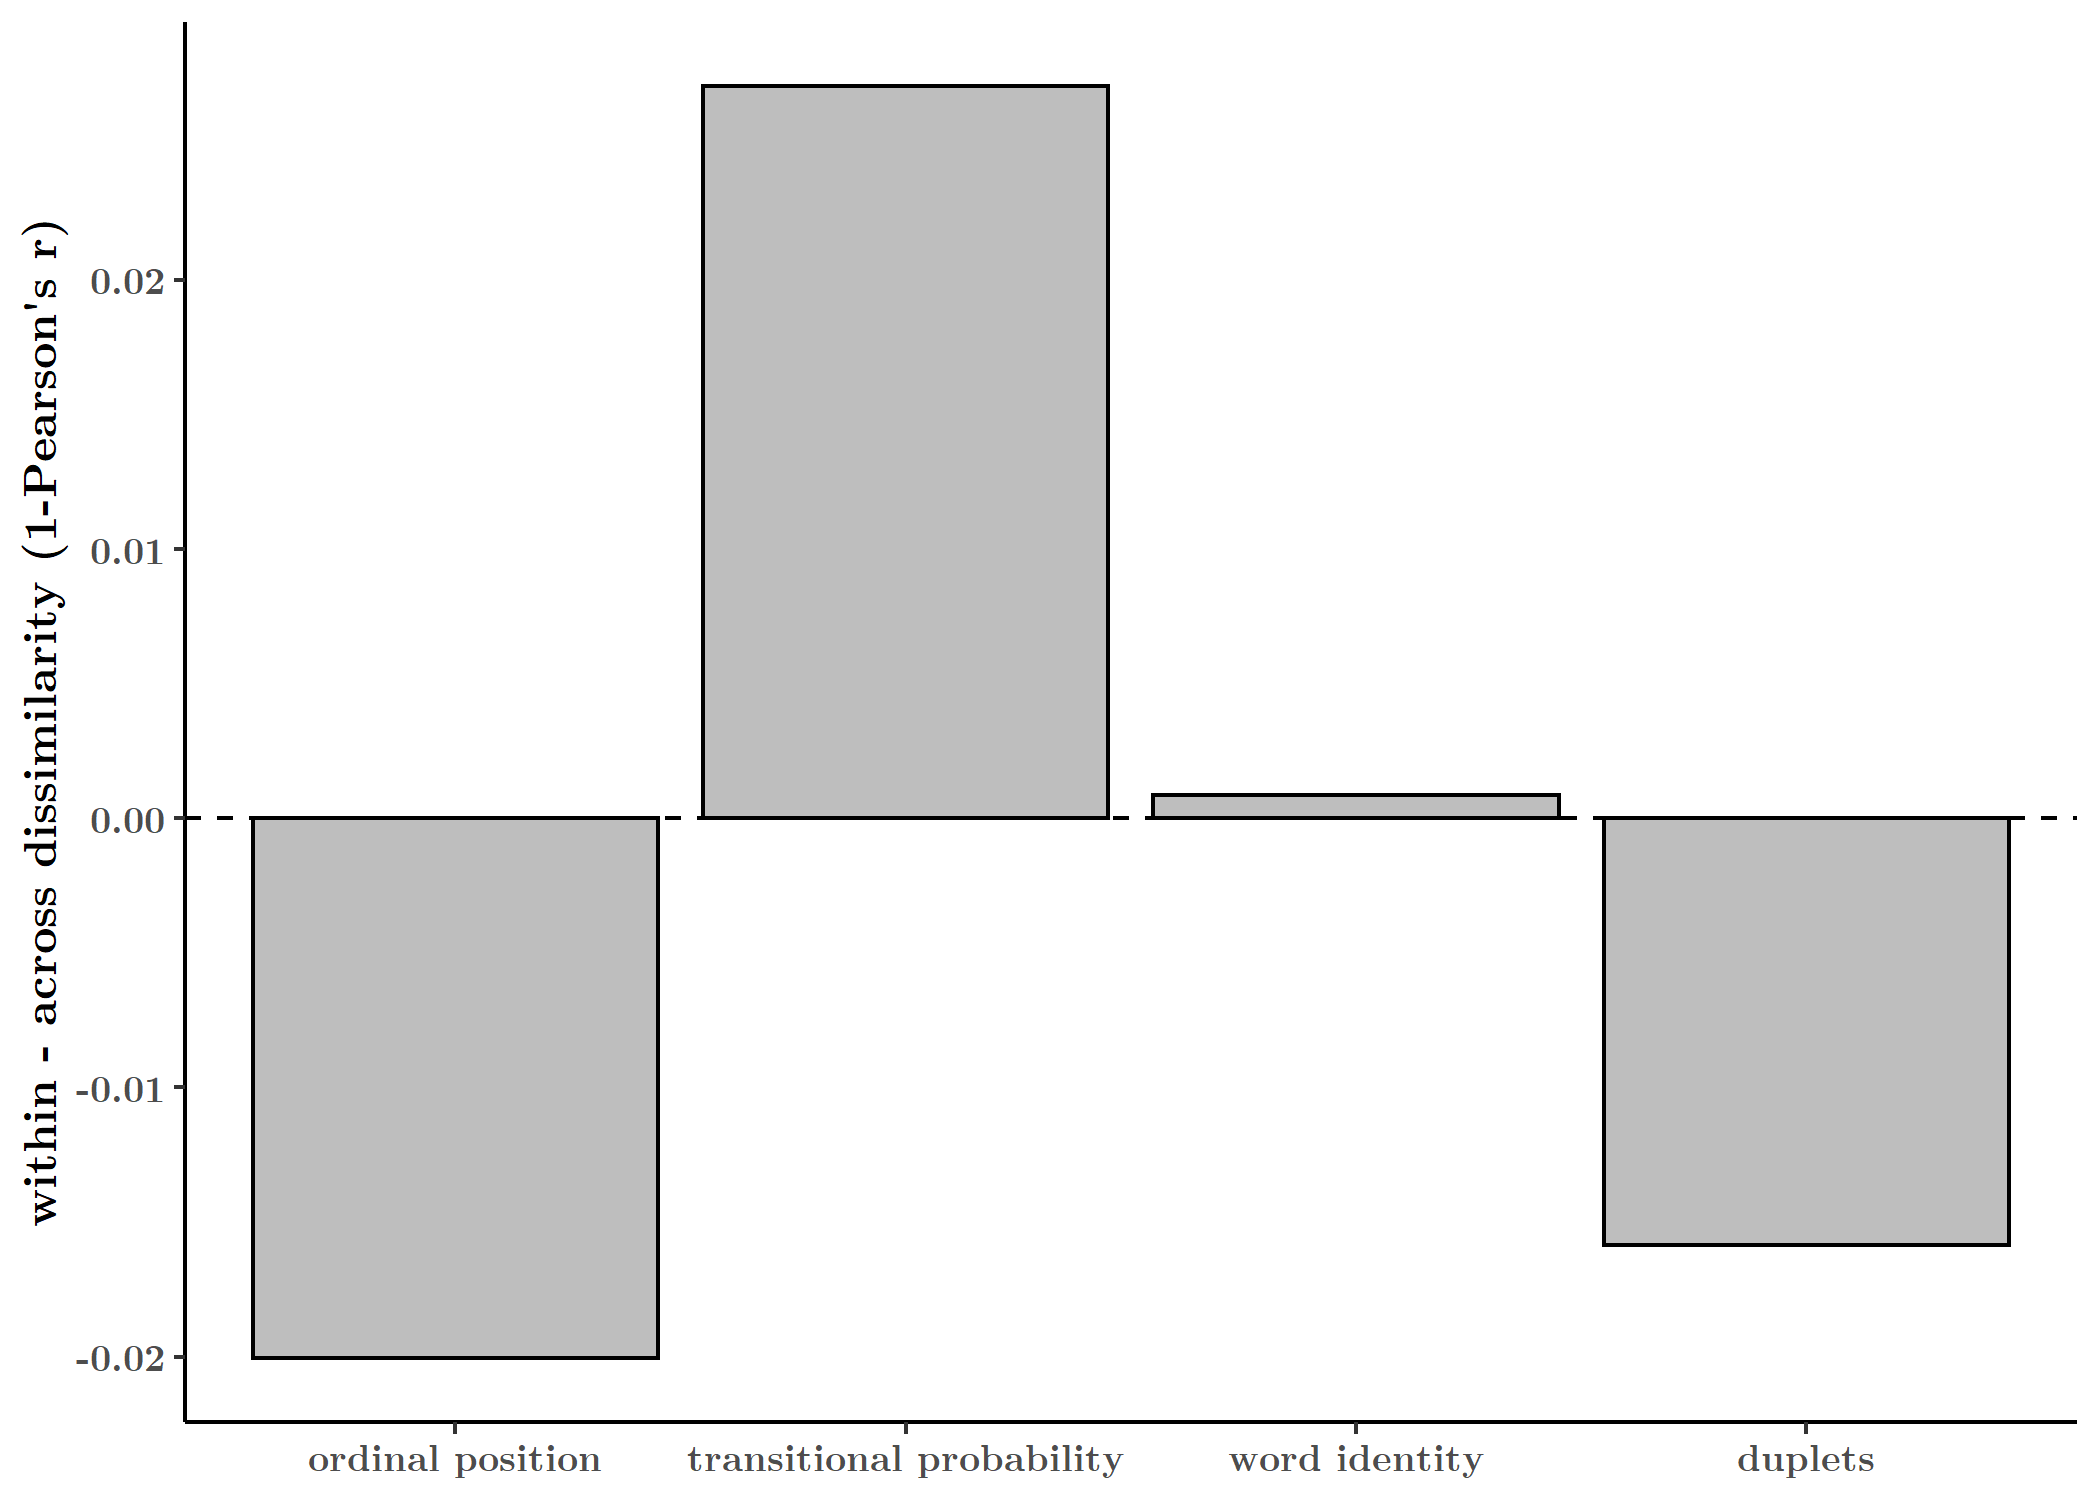 within - across dissimilarity (1-Pearson's r)
0.02
0.01
0.00
-0.01
-0.02
ordinal position
transitional probability
word identity
duplets